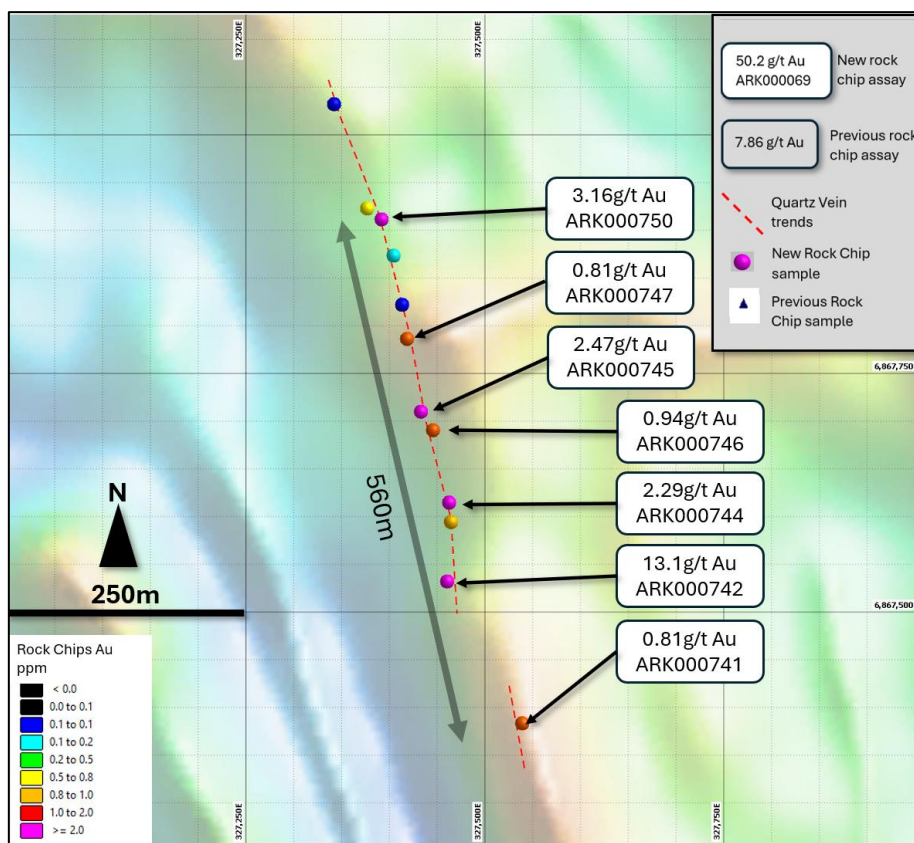 327,250E
327,500E
50.2 g/t Au
ARK000069
New rock
chip assay
7.86 g/t Au
Previous rock
chip assay
Quartz Vein
trends
New Rock Chip
sample
Previous Rock
Chip sample
3.16g/t Au
ARK000750
0.81g/t Au
ARK000747
2.47g/t Au
ARK000745
6,867,750
0.94g/t Au
ARK000746
560m
2.29g/t Au
ARK000744
N
250m
13.1g/t Au
ARK000742
6,867,500
0.81g/t Au
ARK000741
Rock Chips Au
ppm
< 0.0
0.0 to 0.1
0.1 to 0.1
0.1 to 0.2
0.2 to 0.5
0.5 to 0.8
0.8 to 1.0
1.0 to 2.0
>= 2.0
327,250E
327,500E
327,750E